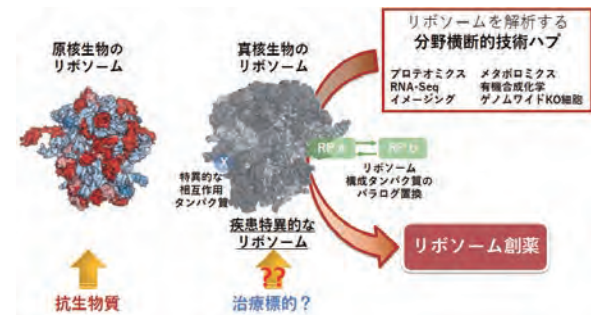 原核生物の
リボソーム
真核生物の
リボソーム
リボソームを解析する
分野横断的技術ハブ
プロテオミクス メタボロミクス
RNA-Seq 有機合成化学
イメージング ゲノムワイドKO細胞
X
特異的な
相互作用
タンパク質
RP a
RP b
リボソーム
構成タンパク質の
パラログ置換
疾患特異的な
リボソーム
??
抗生物質
治療標的?
リボソーム創薬